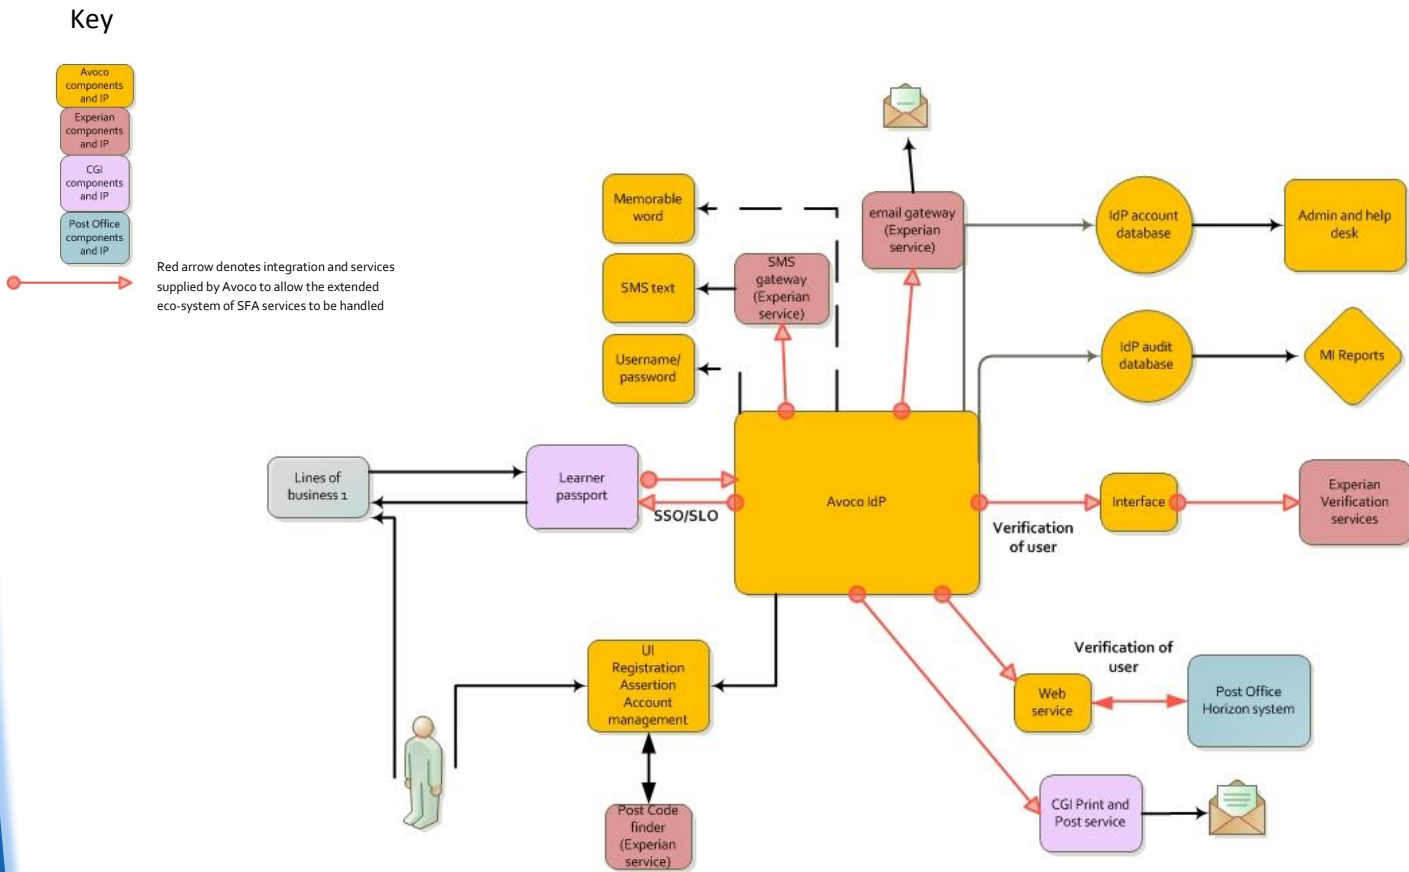 Key
Avoco
components
and IP
Experian
components
and IP
CGI
components
and IP
Post Office
components
and IP
Red arrow denotes integration and services
supplied by Avoco to allow the extended
eco-system of SFA services to be handled
Memorable
word
SMS text
Username/
password
SMS
gateway
(Experian
service)
email gateway
(Experian
service)
IdP account
database
Admin and help
desk
IdP audit
database
MI Reports
Lines of
business 1
Learner
passport
SSO/SLO
Avoco IdP
Verification
of user
Interface
Experian
Verification
services
UI
Registration
Assertion
Account
management
Post Code
finder
(Experian
service)
Web
service
Verification of
user
Post Office
Horizon system
CGI Print and
Post service